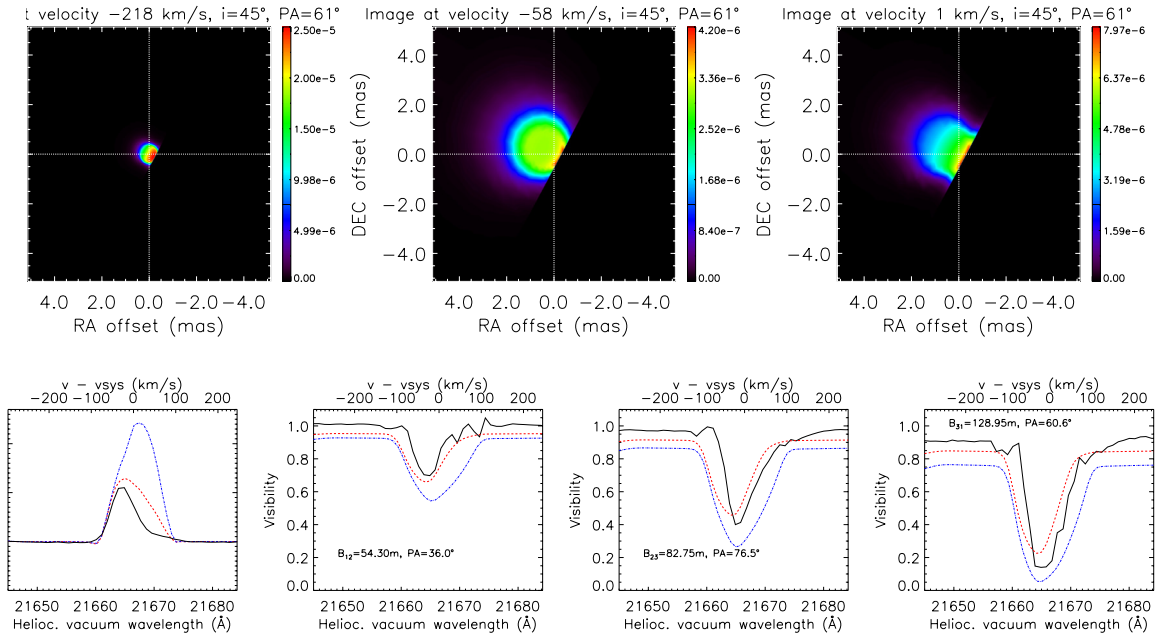 t velocity -218 km/s, i=45°, PA=61°
Image at velocity -58 km/s, i=45°, PA=61°
Image at velocity 1 km/s, i=45°, PA=61°
2.50e-5
2.00e-5
1.50e-5
9.98e-6
4.99e-6
0.00
4.0 2.0 0.0 -2.0 -4.0
RA offset (mas)
DEC offset (mas)
4.0
2.0
0.0
-2.0
-4.0
4.20e-6
3.36e-6
2.52e-6
1.68e-6
8.40e-7
0.00
4.0 2.0 0.0 -2.0 -4.0
RA offset (mas)
DEC offset (mas)
4.0
2.0
0.0
-2.0
-4.0
7.97e-6
6.37e-6
4.78e-6
3.19e-6
1.59e-6
0.00
4.0 2.0 0.0 -2.0 -4.0
RA offset (mas)
v - vsys (km/s)
-200 -100 0 100 200
21650 21660 21670 21680
Helioc. vacuum wavelength (Å)
v - vsys (km/s)
-200 -100 0 100 200
Visibility
1.0
0.8
0.6
0.4
0.2
0.0
B12=54.30m, PA=36.0°
21650 21660 21670 21680
Helioc. vacuum wavelength (Å)
v - vsys (km/s)
-200 -100 0 100 200
Visibility
1.0
0.8
0.6
0.4
0.2
0.0
B23=82.75m, PA=76.5°
21650 21660 21670 21680
Helioc. vacuum wavelength (Å)
v - vsys (km/s)
-200 -100 0 100 200
B31=128.95m, PA=60.6°
Visibility
1.0
0.8
0.6
0.4
0.2
0.0
21650 21660 21670 21680
Helioc. vacuum wavelength (Å)